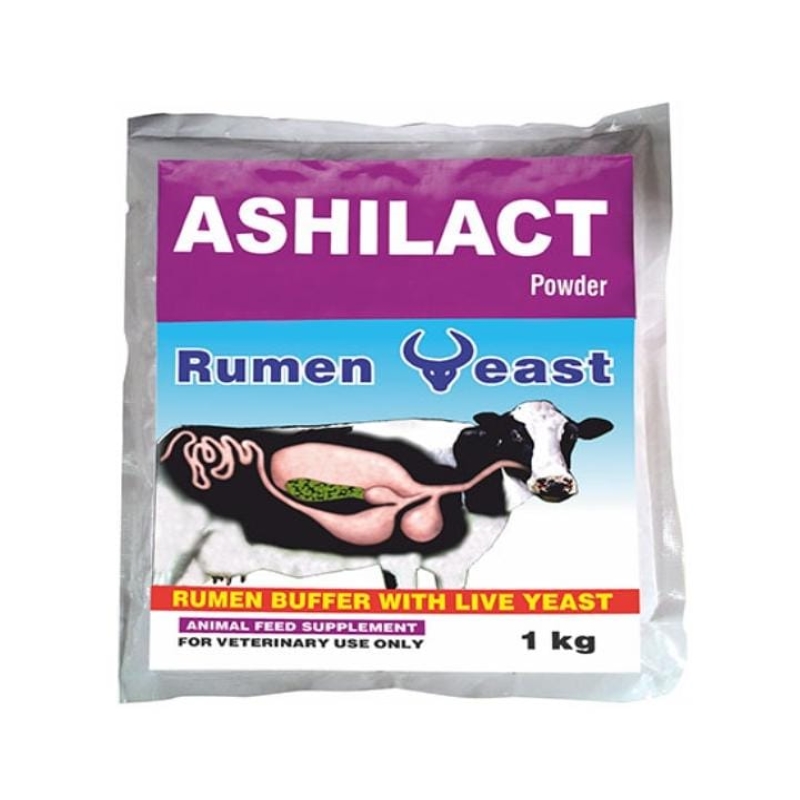 ASHILACT
Powder
Rumen Yeast
RUMEN BUFFER WITH LIVE YEAST
ANIMAL FEED SUPPLEMENT
FOR VETERINARY USE ONLY
1 kg